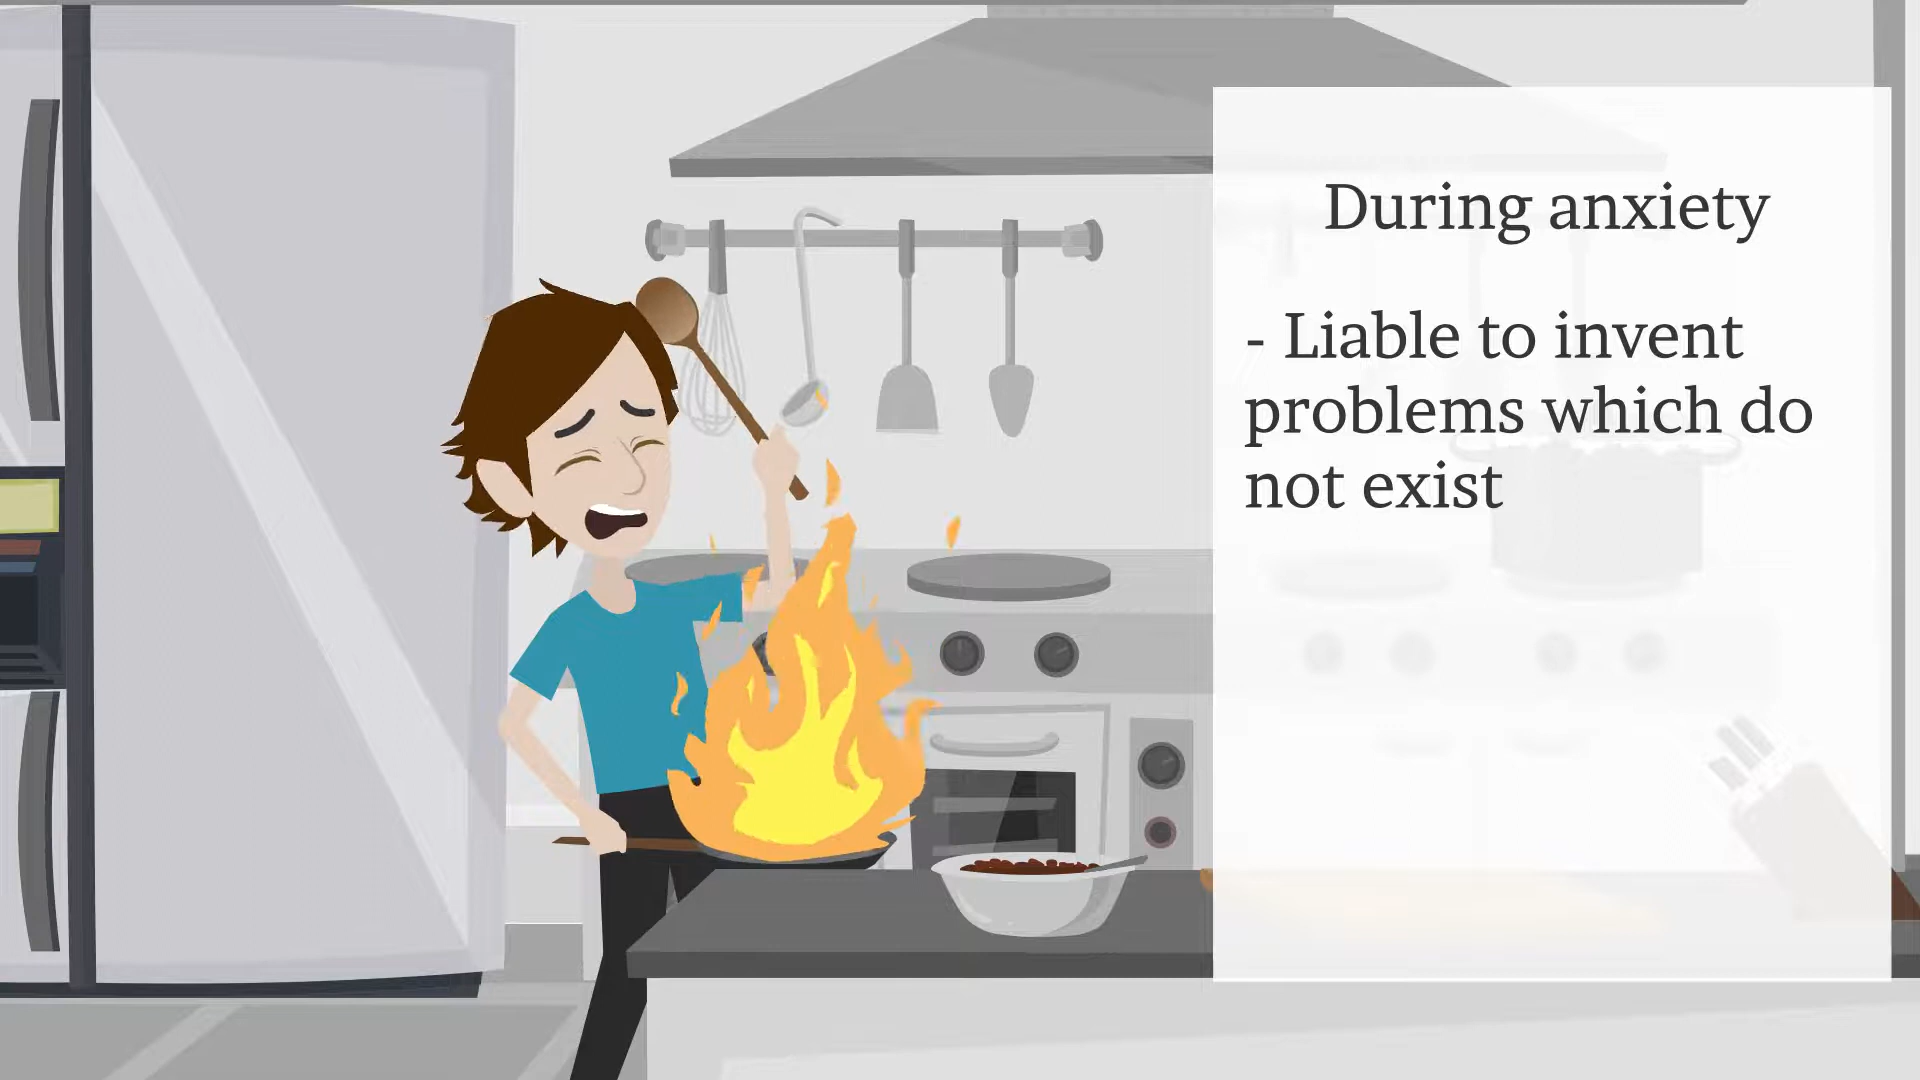 During anxiety
- Liable to invent
problems which do
not exist